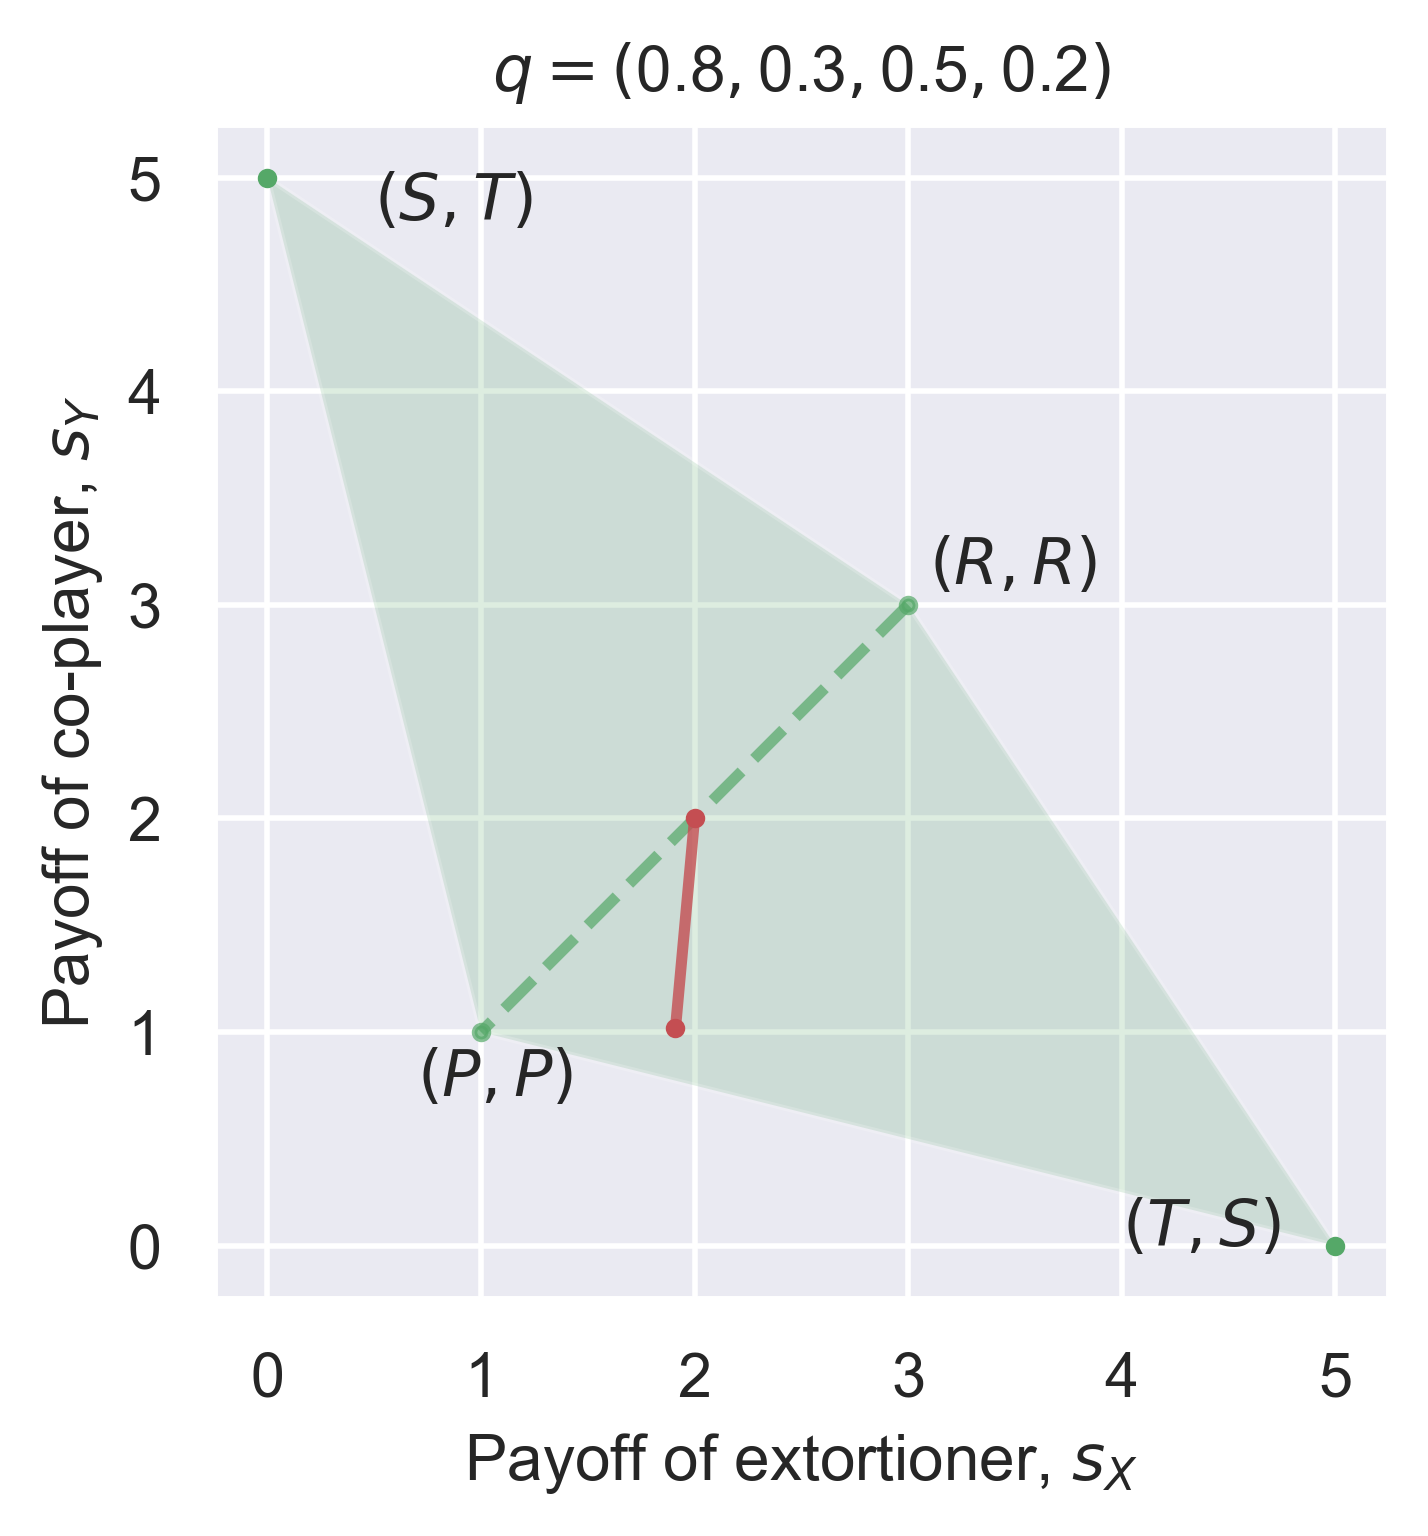 q = (0.8, 0.3, 0.5, 0.2)
5
(S, T)
4
(R, R)
3
2
1
(P, P)
(T, S)
0
Payoff of co-player, s_Y
0 1 2 3 4 5
Payoff of extortioner, s_X